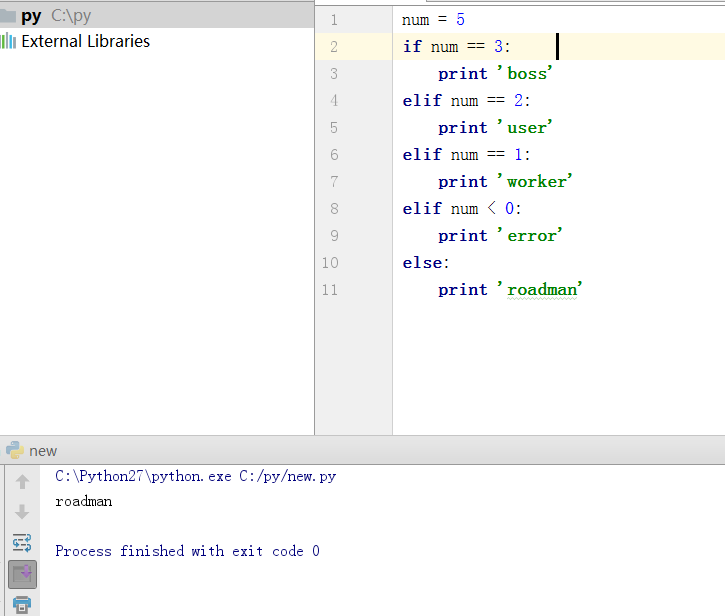 py C:\py
External Libraries
1 num = 5
2 if num == 3:
3 print 'boss'
4 elif num == 2:
5 print 'user'
6 elif num == 1:
7 print 'worker'
8 elif num < 0:
9 print 'error'
10 else:
11 print 'roadman'
new
C:\Python27\python.exe C:/py/new.py
roadman
Process finished with exit code 0